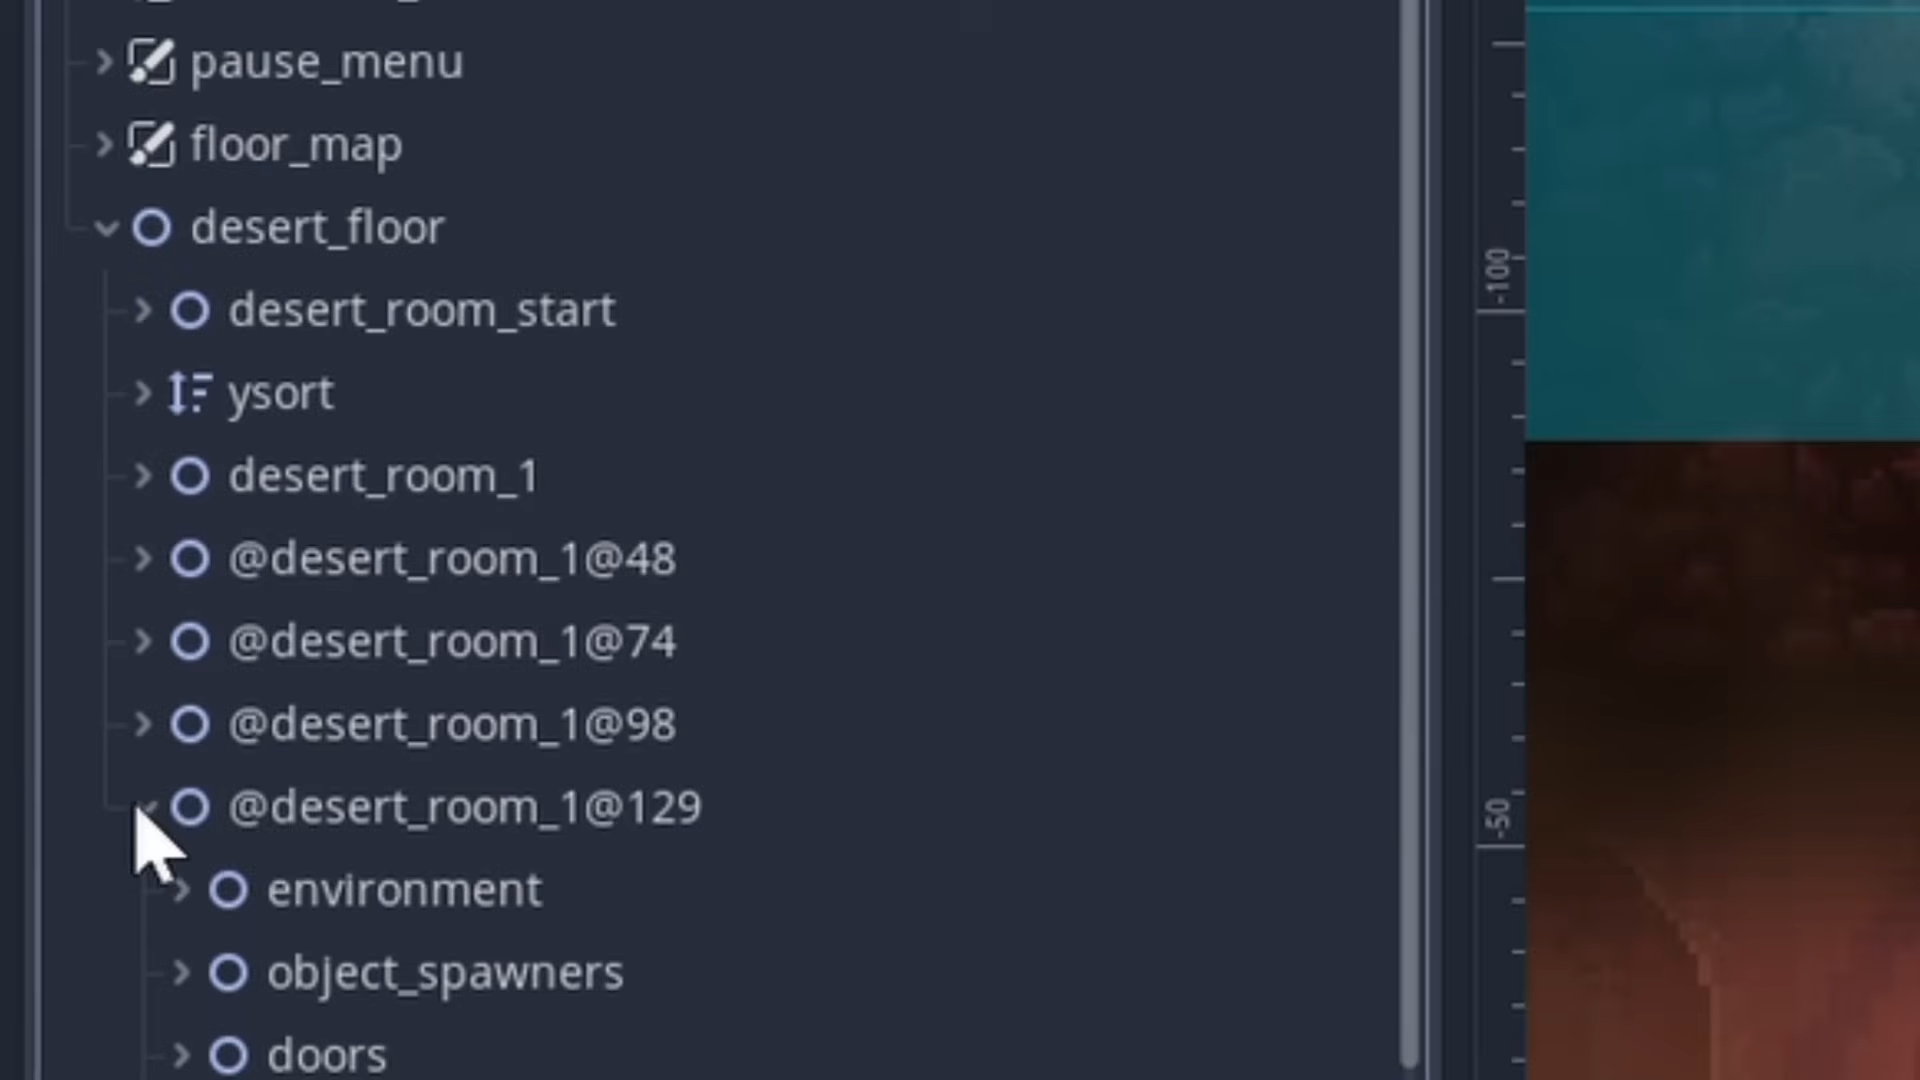 pause_menu
floor_map
desert_floor
desert_room_start
ysort
desert_room_1
@desert_room_1@48
@desert_room_1@74
@desert_room_1@98
@desert_room_1@129
environment
object_spawners
doors
-100
-50